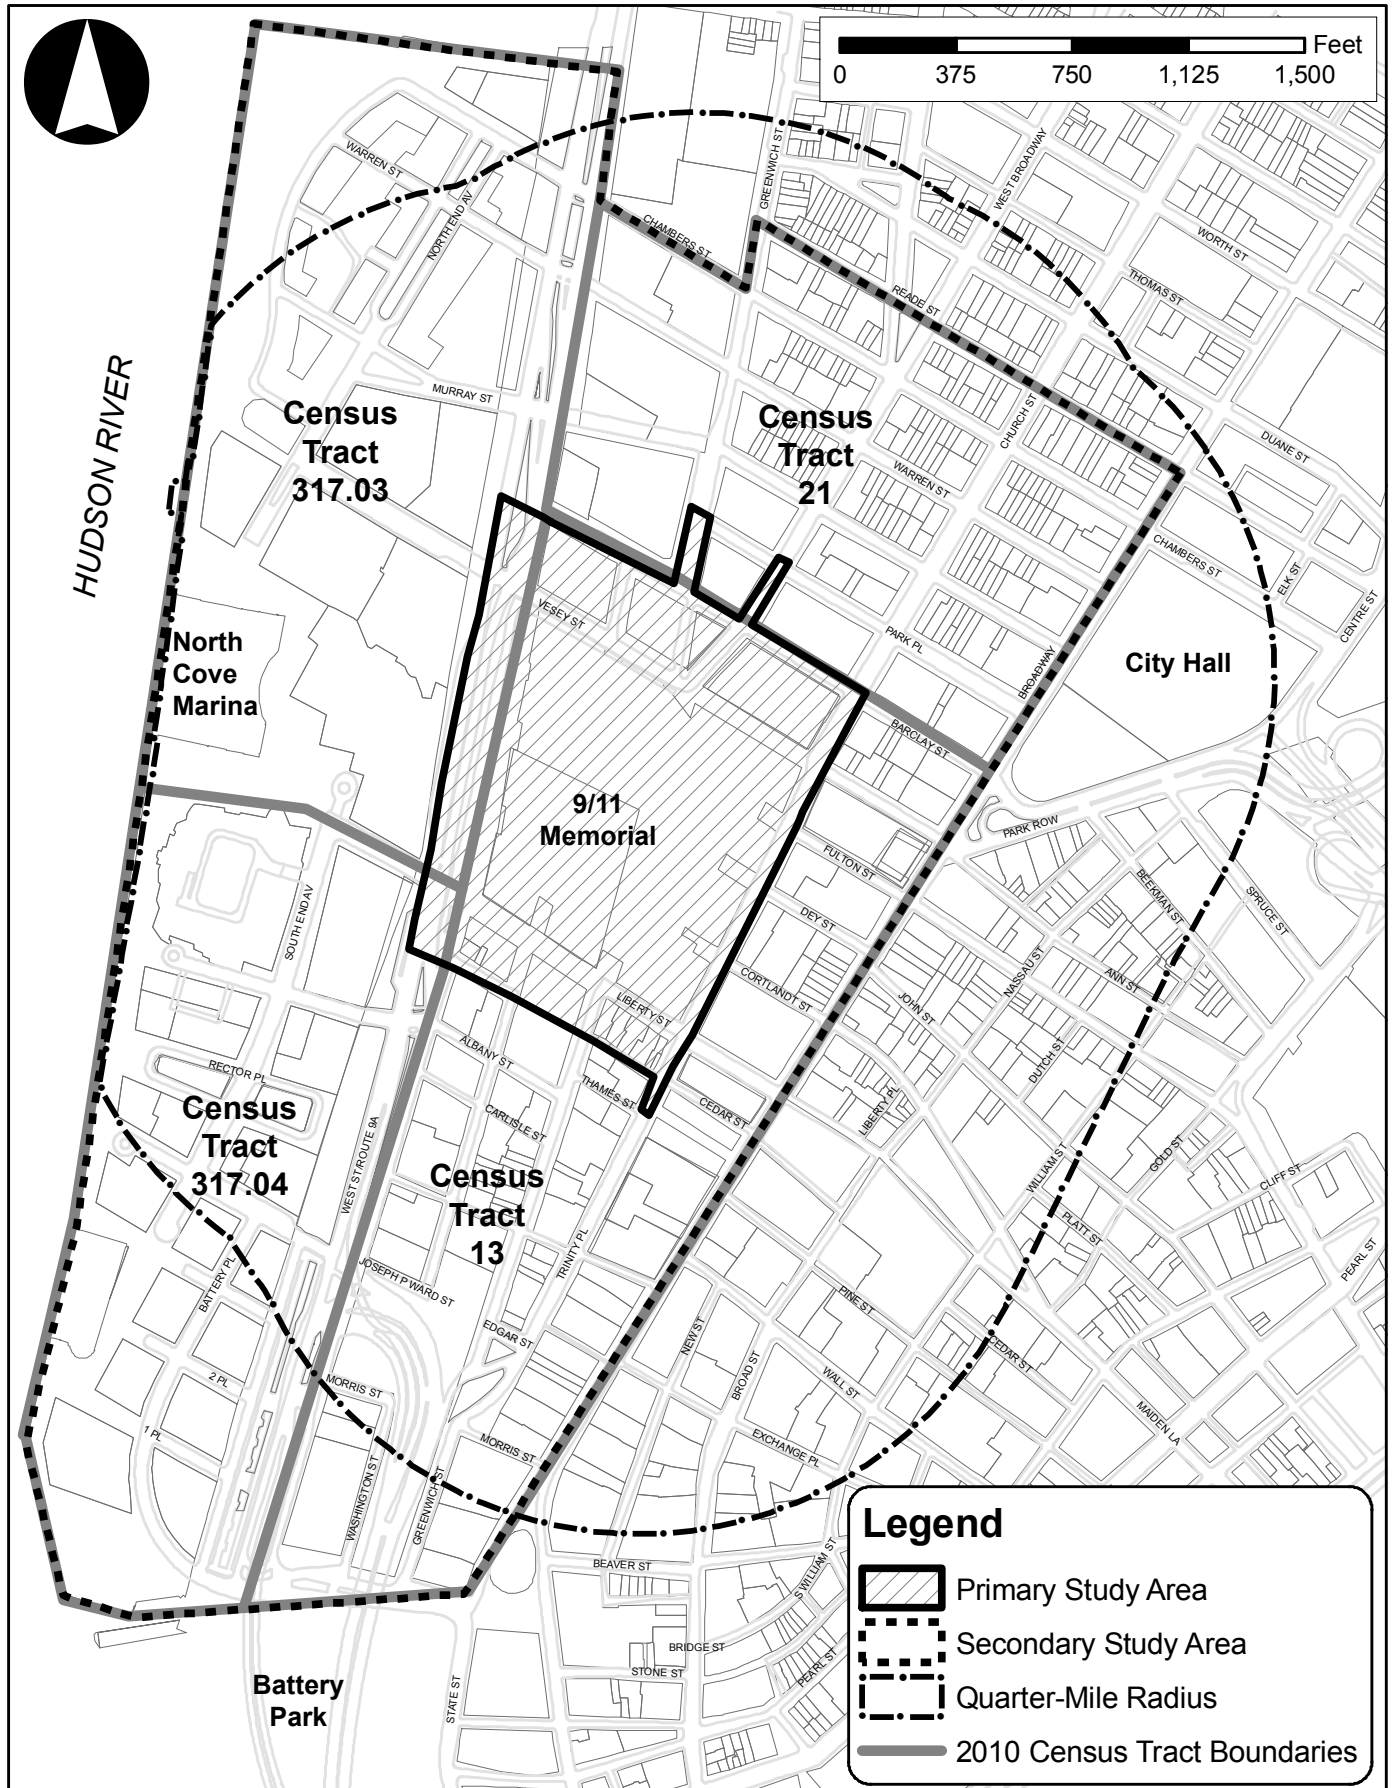 Feet
0 375 750 1,125 1,500
WARREN ST
NORTH END AV
GREENWICH ST
WEST BROADWAY
WORTH ST
THOMAS ST
CHAMBERS ST
READE ST
HUDSON RIVER
MURRAY ST
Census
Tract
317.03
Census
Tract
21
CHURCH ST
DUANE ST
WARREN ST
CHAMBERS ST
ELK ST
CENTRE ST
VESEY ST
PARK PL
BROADWAY
City Hall
North
Cove
Marina
BARCLAY ST
9/11
Memorial
PARK ROW
FULTON ST
BEEKMAN ST
SPRUCE ST
SOUTH END AV
DEY ST
NASSAU ST
ANN ST
CORTLANDT ST
JOHN ST
LIBERTY ST
ALBANY ST
DUTCH ST
RECTOR PL
THAMES ST
CEDAR ST
LIBERTY PL
Census
Tract
317.04
CARLISLE ST
WEST ST/ROUTE 9A
GOLD ST
WILLIAM ST
CLIFF ST
Census
Tract
13
PLATT ST
TRINITY PL
PEARL ST
BATTERY PL
JOSEPH P WARD ST
PINE ST
EDGAR ST
NEW ST
CEDAR ST
BROAD ST
WALL ST
2 PL
MORRIS ST
MAIDEN LA
1 PL
MORRIS ST
EXCHANGE PL
WASHINGTON ST
GREENWICH ST
BEAVER ST
S WILLIAM ST
BRIDGE ST
STONE ST
PEARL ST
STATE ST
Battery
Park
Legend
Primary Study Area
Secondary Study Area
Quarter-Mile Radius
2010 Census Tract Boundaries